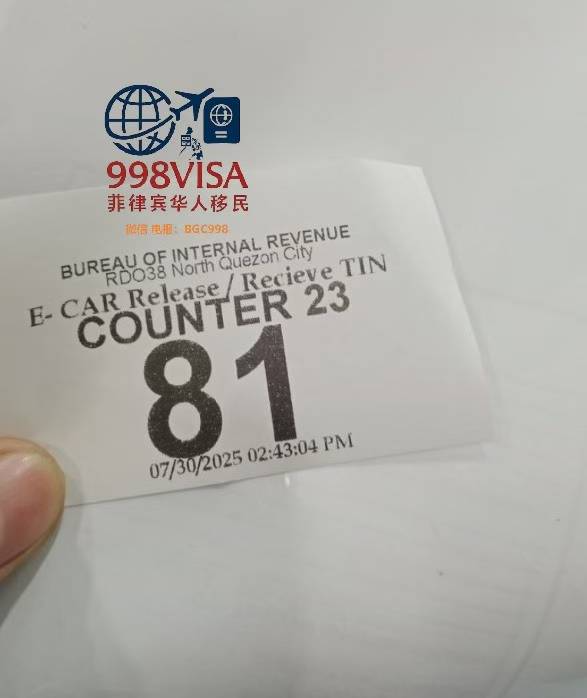 998VISA
菲律宾华人移民
微信 电报：BGC998
BUREAU OF INTERNAL REVENUE
RDO38 North Quezon City
E- CAR Release / Recieve TIN
COUNTER 23
81
07/30/2025 02:43:04 PM